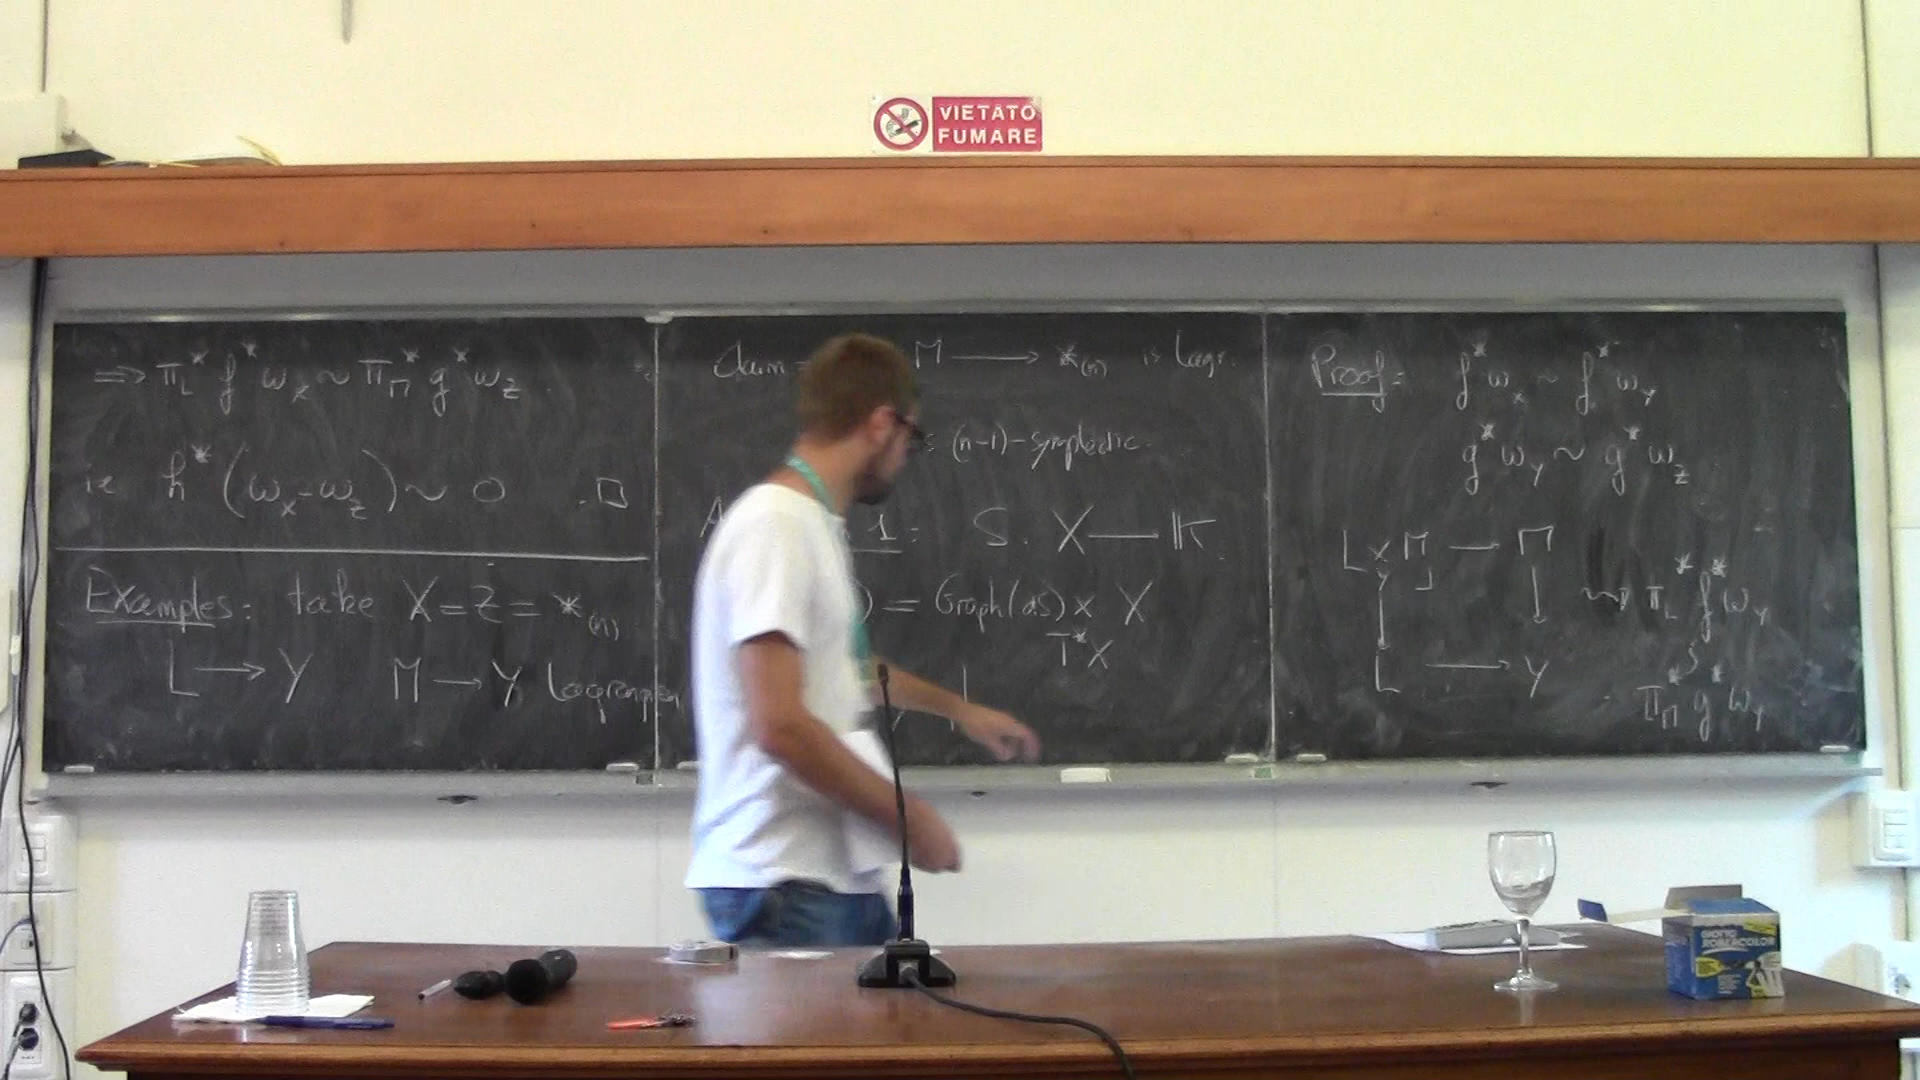 VIETATO
FUMARE
⇒ π_L^* f^* ω_X ~ π_M^* g^* ω_Z.
ie h^* (ω_X - ω_Z) ~ 0 . □
Examples: take X = Z = *_(n)
L → Y M → Y Lagrangian
Claim M → *_(n) is Lagr.
(n-1)-symplectic.
1: S. X — K.
) = Graph(dS) × X
T^*X
Proof: f^* ω_X ~ f^* ω_Y
g^* ω_Y ~ g^* ω_Z
L × M → M
Y
⇝ π_L^* f^* ω_Y
L → Y
π_M^* g^* ω_Y
GIOTTO
ROBERCOLOR